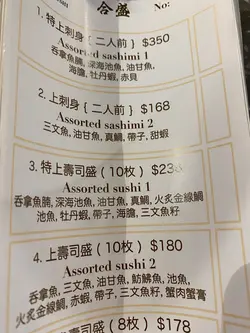 合盛
No:
1. 特上刺身 { 二人前 } $350
Assorted sashimi 1
吞拿魚腩, 深海池魚, 油甘魚
海膽, 牡丹蝦, 赤貝
2. 上刺身 { 二人前 } $168
Assorted sashimi 2
三文魚, 油甘魚, 真鯛, 帶子, 甜蝦
3. 特上壽司盛 ( 10枚 )
Assorted sushi 1
吞拿魚腩, 深海池魚, 油甘魚, 真鯛, 火炙金線鯛
池魚, 牡丹蝦, 帶子, 海膽, 三文魚籽
4. 上壽司盛 ( 10枚 ) $180
Assorted sushi 2
吞拿魚, 三文魚, 油甘魚, 魴鮄魚, 池魚,
火炙金線鯛, 赤蝦, 帶子, 三文魚籽, 蟹肉蟹膏
壽司盛 ( 8枚 ) $178